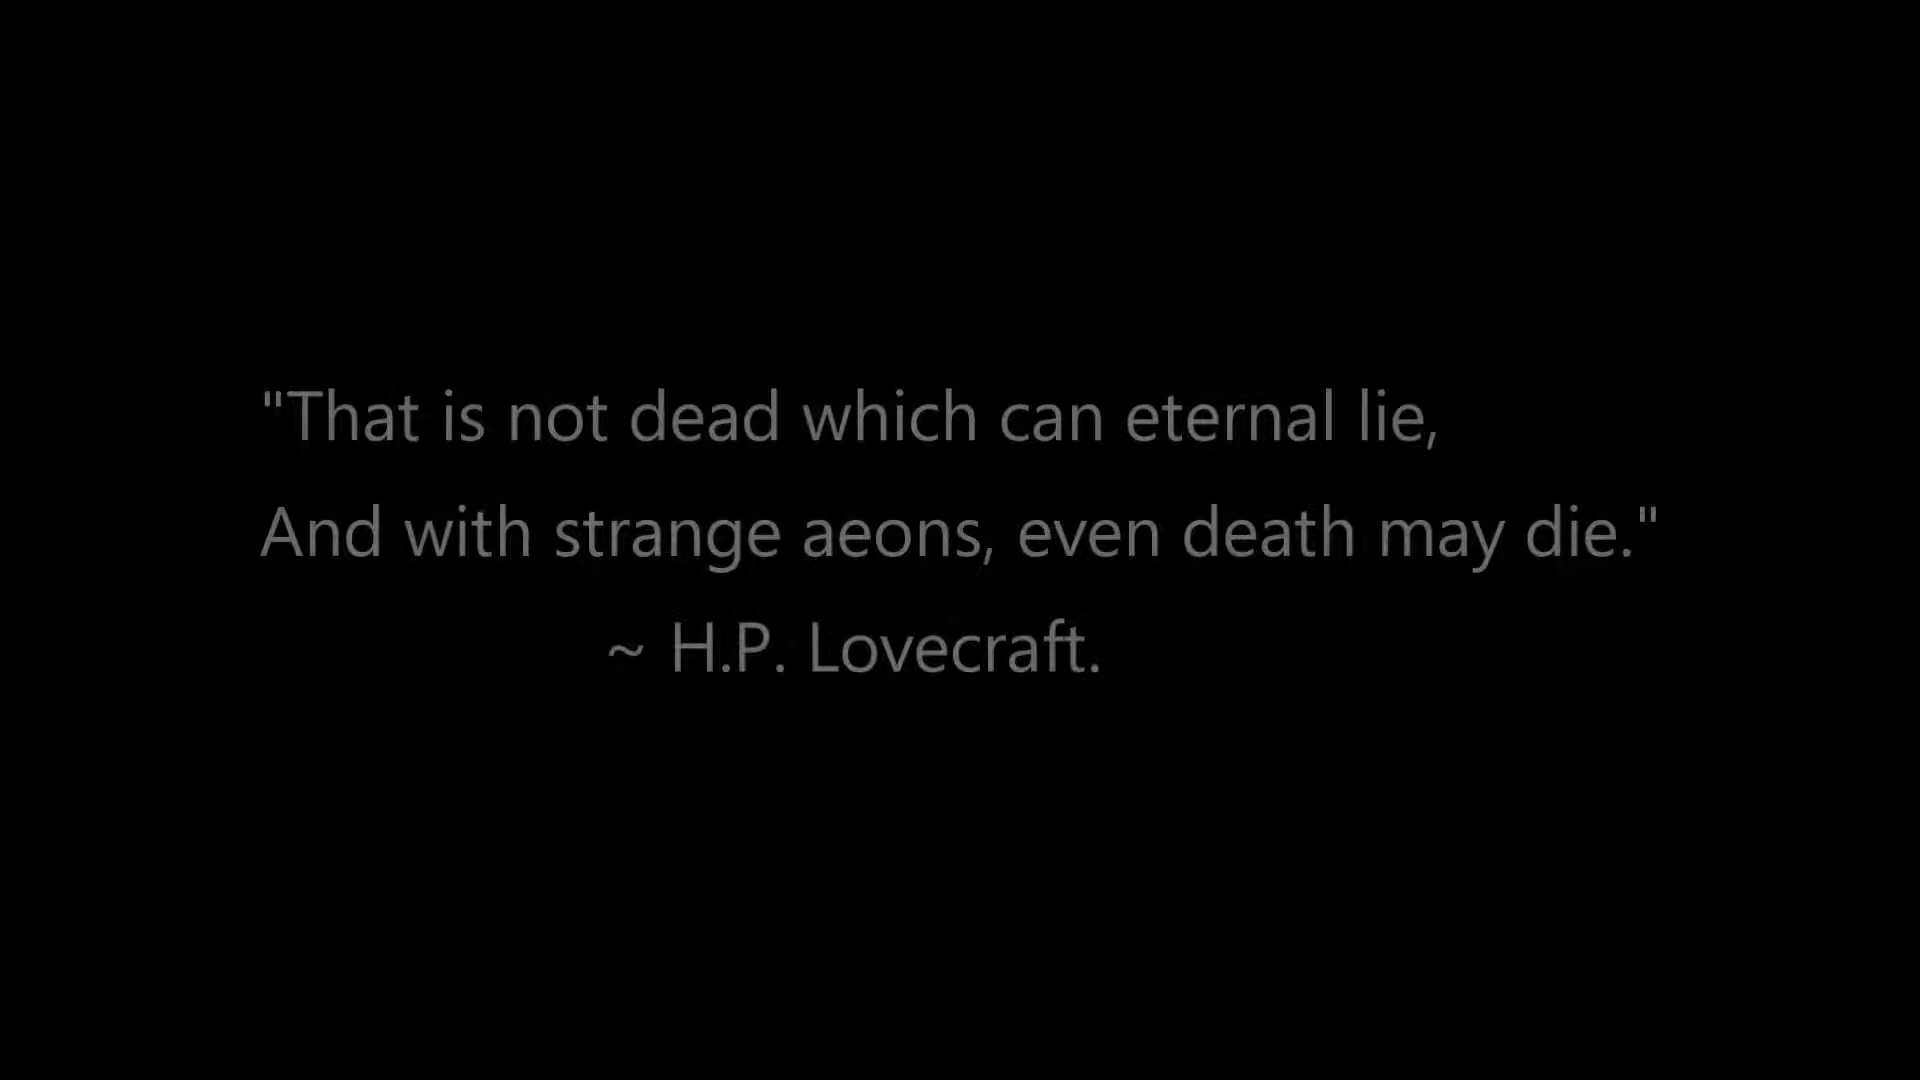 "That is not dead which can eternal lie,
And with strange aeons, even death may die."
~ H.P. Lovecraft.